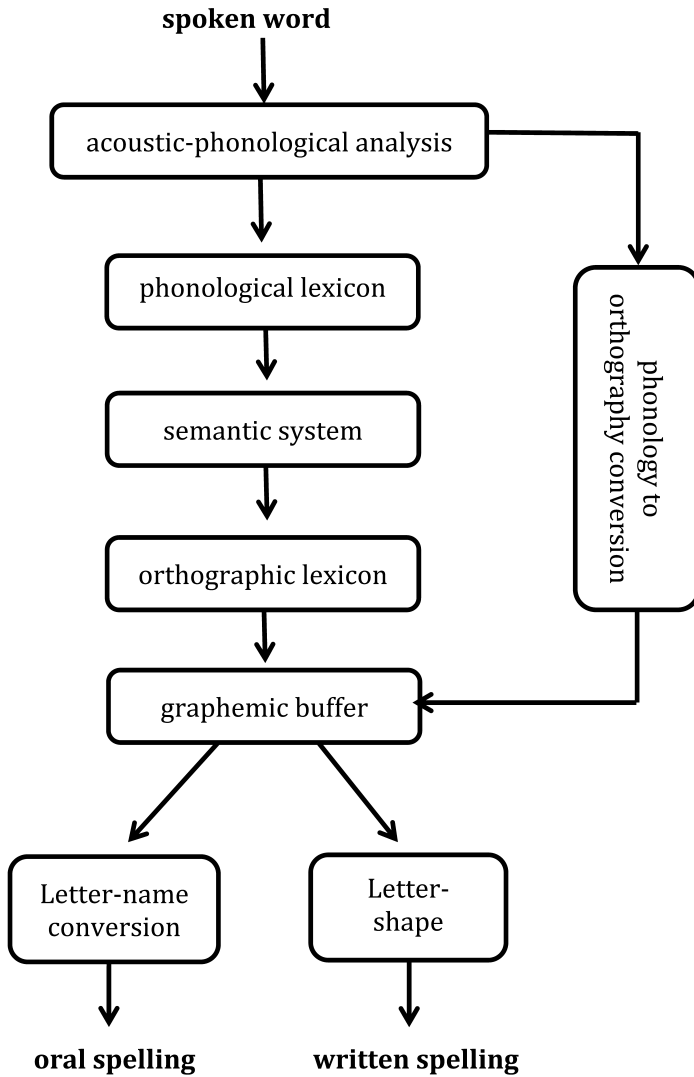 spoken word
acoustic-phonological analysis
phonological lexicon
phonology to
orthography conversion
semantic system
orthographic lexicon
graphemic buffer
Letter-name
conversion
Letter-
shape
oral spelling
written spelling